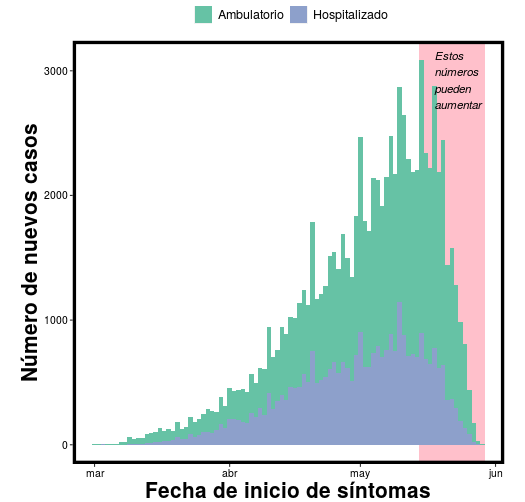 Ambulatorio Hospitalizado
Estos
números
pueden
aumentar
3000
2000
1000
0
Número de nuevos casos
mar abr may jun
Fecha de inicio de síntomas